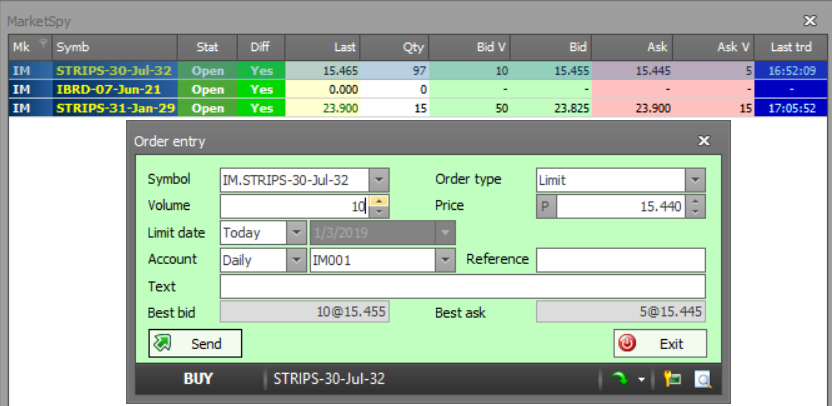 MarketSpy
Mk Symb Stat Diff Last Qty Bid V Bid Ask Ask V Last trd
IM STRIPS-30-Jul-32 Open Yes 15.465 97 10 15.455 15.445 5 16:52:09
IM IBRD-07-Jun-21 Open Yes 0.000 0 - - - - -
IM STRIPS-31-Jan-29 Open Yes 23.900 15 50 23.825 23.900 15 17:05:52
Order entry
Symbol IM.STRIPS-30-Jul-32 Order type Limit
Volume 10 Price P 15.440
Limit date Today 1/3/2019
Account Daily IM001 Reference
Text
Best bid 10@15.455 Best ask 5@15.445
Send Exit
BUY STRIPS-30-Jul-32